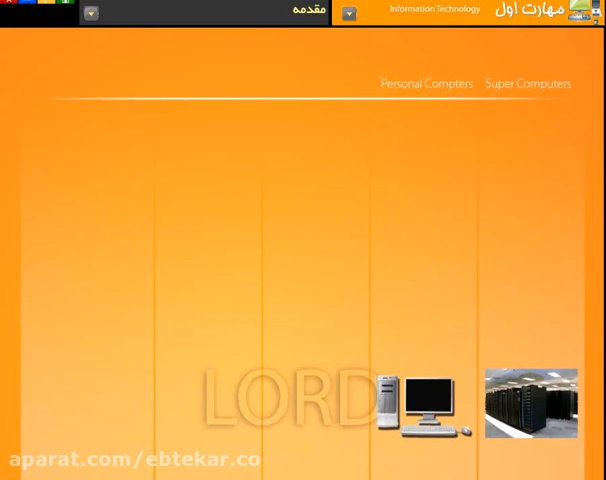 مهارت اول
Information Technology
مقدمه
Personal Compters Super Computers
LORD
aparat.com/ebtekar.co